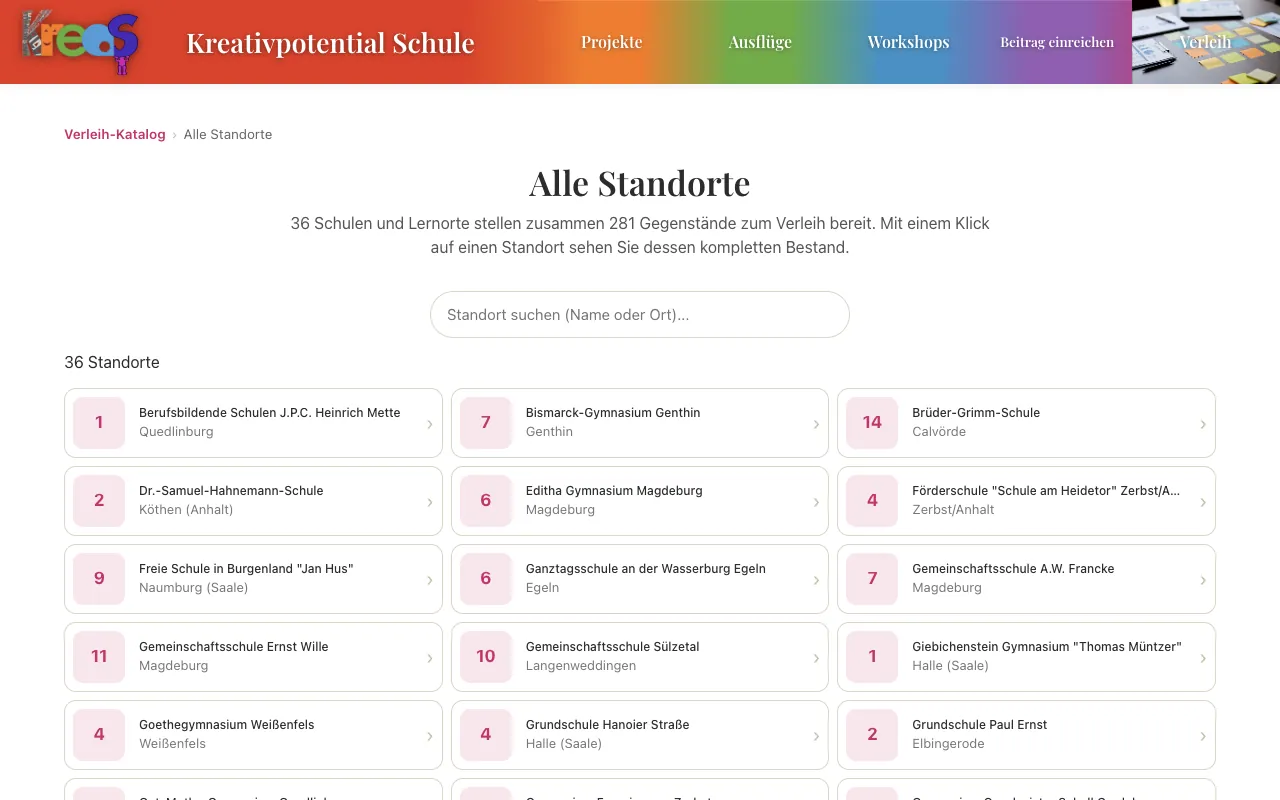 KreaS
Kreativpotential Schule
Projekte
Ausflüge
Workshops
Beitrag einreichen
Verleih
Verleih-Katalog › Alle Standorte
Alle Standorte
36 Schulen und Lernorte stellen zusammen 281 Gegenstände zum Verleih bereit. Mit einem Klick
auf einen Standort sehen Sie dessen kompletten Bestand.
Standort suchen (Name oder Ort)...
36 Standorte
1
Berufsbildende Schulen J.P.C. Heinrich Mette
Quedlinburg
›
7
Bismarck-Gymnasium Genthin
Genthin
›
14
Brüder-Grimm-Schule
Calvörde
›
2
Dr.-Samuel-Hahnemann-Schule
Köthen (Anhalt)
›
6
Editha Gymnasium Magdeburg
Magdeburg
›
4
Förderschule "Schule am Heidetor" Zerbst/A...
Zerbst/Anhalt
›
9
Freie Schule in Burgenland "Jan Hus"
Naumburg (Saale)
›
6
Ganztagsschule an der Wasserburg Egeln
Egeln
›
7
Gemeinschaftsschule A.W. Francke
Magdeburg
›
11
Gemeinschaftsschule Ernst Wille
Magdeburg
›
10
Gemeinschaftsschule Sülzetal
Langenweddingen
›
1
Giebichenstein Gymnasium "Thomas Müntzer"
Halle (Saale)
›
4
Goethegymnasium Weißenfels
Weißenfels
›
4
Grundschule Hanoier Straße
Halle (Saale)
›
2
Grundschule Paul Ernst
Elbingerode
›